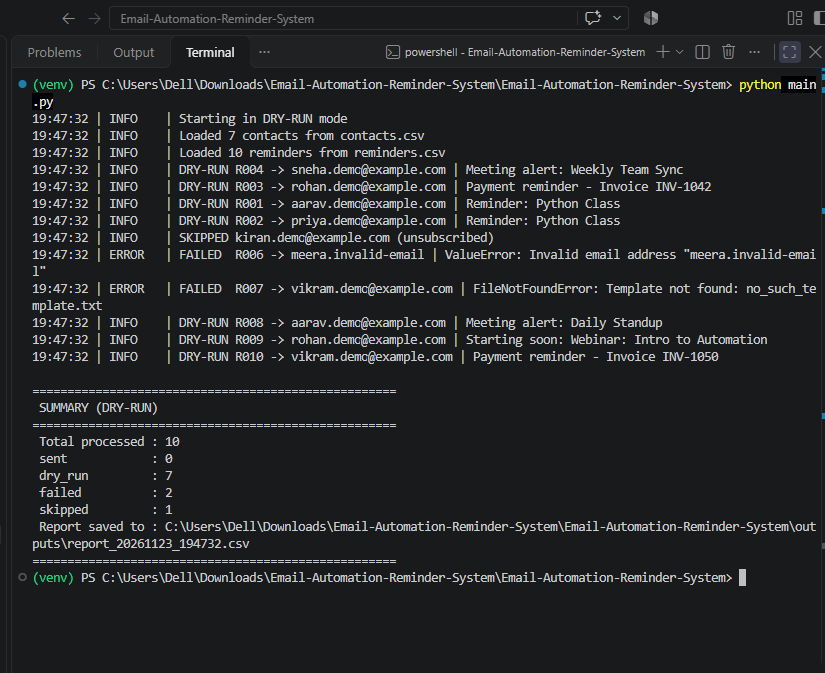 Email-Automation-Reminder-System
Problems Output Terminal ··· powershell - Email-Automation-Reminder-System
(venv) PS C:\Users\Dell\Downloads\Email-Automation-Reminder-System\Email-Automation-Reminder-System> python main
.py
19:47:32 | INFO | Starting in DRY-RUN mode
19:47:32 | INFO | Loaded 7 contacts from contacts.csv
19:47:32 | INFO | Loaded 10 reminders from reminders.csv
19:47:32 | INFO | DRY-RUN R004 -> sneha.demo@example.com | Meeting alert: Weekly Team Sync
19:47:32 | INFO | DRY-RUN R003 -> rohan.demo@example.com | Payment reminder - Invoice INV-1042
19:47:32 | INFO | DRY-RUN R001 -> aarav.demo@example.com | Reminder: Python Class
19:47:32 | INFO | DRY-RUN R002 -> priya.demo@example.com | Reminder: Python Class
19:47:32 | INFO | SKIPPED kiran.demo@example.com (unsubscribed)
19:47:32 | ERROR | FAILED R006 -> meera.invalid-email | ValueError: Invalid email address "meera.invalid-emai
l"
19:47:32 | ERROR | FAILED R007 -> vikram.demo@example.com | FileNotFoundError: Template not found: no_such_te
mplate.txt
19:47:32 | INFO | DRY-RUN R008 -> aarav.demo@example.com | Meeting alert: Daily Standup
19:47:32 | INFO | DRY-RUN R009 -> rohan.demo@example.com | Starting soon: Webinar: Intro to Automation
19:47:32 | INFO | DRY-RUN R010 -> vikram.demo@example.com | Payment reminder - Invoice INV-1050
====================================================
SUMMARY (DRY-RUN)
====================================================
Total processed : 10
sent : 0
dry_run : 7
failed : 2
skipped : 1
Report saved to : C:\Users\Dell\Downloads\Email-Automation-Reminder-System\Email-Automation-Reminder-System\out
puts\report_20261123_194732.csv
====================================================
(venv) PS C:\Users\Dell\Downloads\Email-Automation-Reminder-System\Email-Automation-Reminder-System>